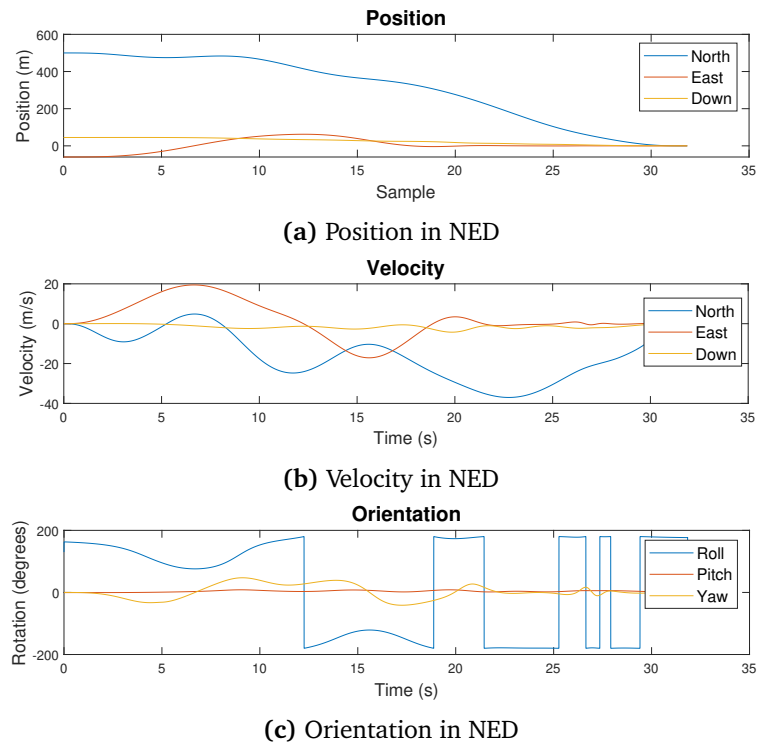 Position
Position (m)
600
400
200
0
North
East
Down
0 5 10 15 20 25 30 35
Sample
(a) Position in NED
Velocity
Velocity (m/s)
20
0
-20
-40
North
East
Down
0 5 10 15 20 25 30 35
Time (s)
(b) Velocity in NED
Orientation
Rotation (degrees)
200
0
-200
Roll
Pitch
Yaw
0 5 10 15 20 25 30 35
Time (s)
(c) Orientation in NED